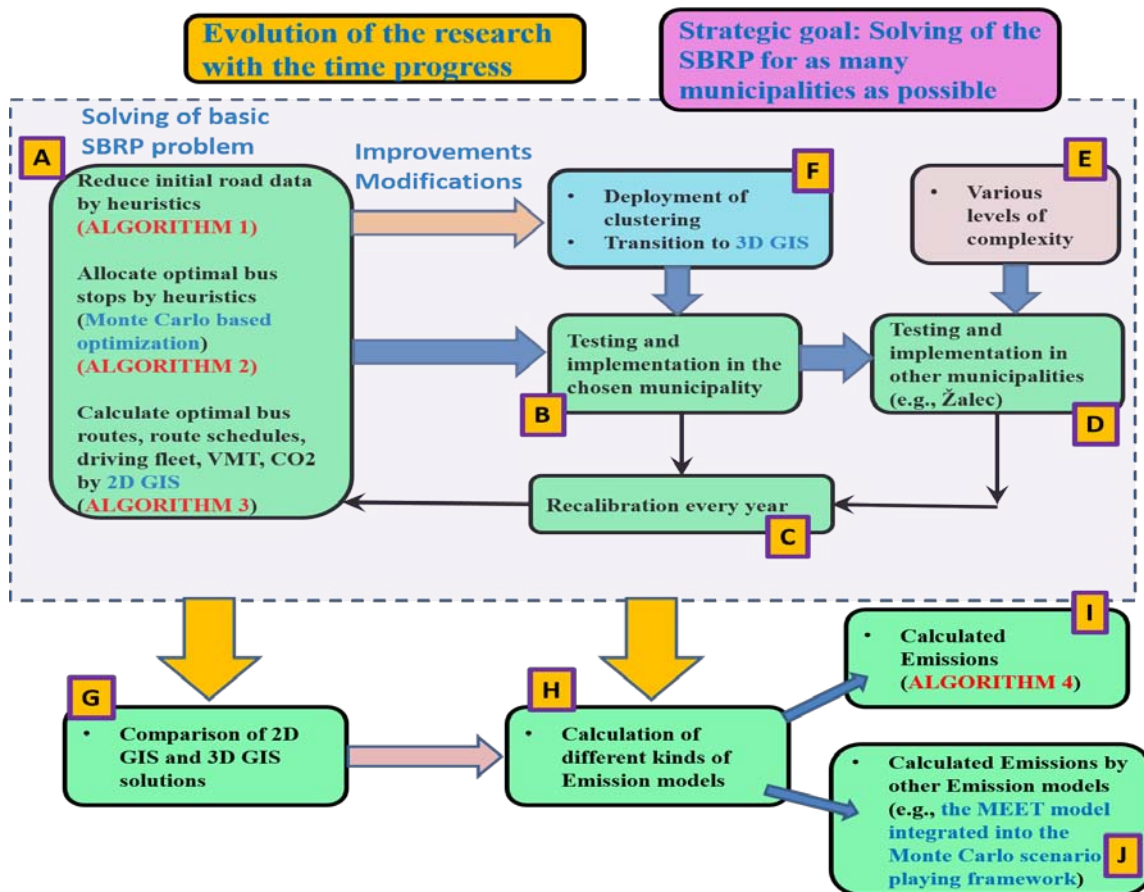 Evolution of the research
with the time progress
Strategic goal: Solving of the
SBRP for as many
municipalities as possible
Solving of basic
SBRP problem
A
Reduce initial road data
by heuristics
(ALGORITHM 1)
Allocate optimal bus
stops by heuristics
(Monte Carlo based
optimization)
(ALGORITHM 2)
Calculate optimal bus
routes, route schedules,
driving fleet, VMT, CO2
by 2D GIS
(ALGORITHM 3)
Improvements
Modifications
F
• Deployment of
clustering
• Transition to 3D GIS
E
• Various
levels of
complexity
Testing and
implementation in the
chosen municipality
B
Testing and
implementation in
other municipalities
(e.g., Žalec)
D
Recalibration every year
C
G
• Comparison of 2D
GIS and 3D GIS
solutions
H
• Calculation of
different kinds of
Emission models
I
• Calculated
Emissions
(ALGORITHM 4)
• Calculated Emissions by
other Emission models
(e.g., the MEET model
integrated into the
Monte Carlo scenario
playing framework)
J